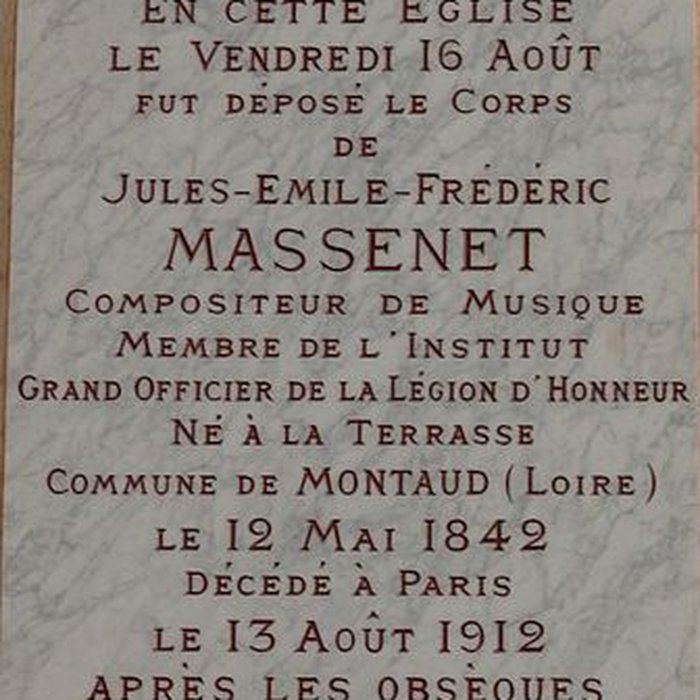 EN CETTE EGLISE
LE VENDREDI 16 AOÛT
FUT DÉPOSÉ LE CORPS
DE
JULES-EMILE-FRÉDÉRIC
MASSENET
COMPOSITEUR DE MUSIQUE
MEMBRE DE L'INSTITUT
GRAND OFFICIER DE LA LÉGION D'HONNEUR
NÉ À LA TERRASSE
COMMUNE DE MONTAUD (LOIRE)
LE 12 MAI 1842
DÉCÉDÉ À PARIS
LE 13 AOÛT 1912
APRÈS LES OBSÈQUES